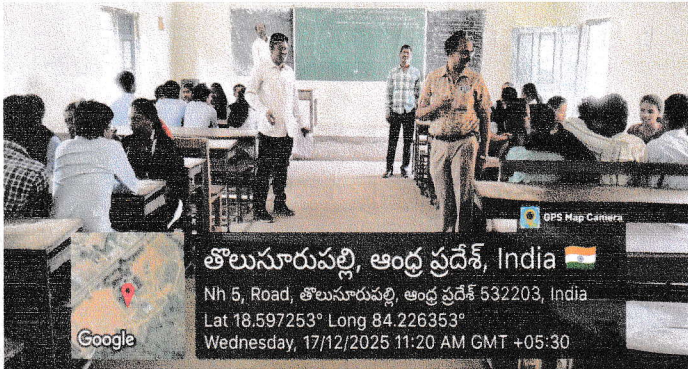 GPS Map Camera
తొలుసూరుపల్లి, ఆంధ్ర ప్రదేశ్, India
Nh 5, Road, తొలుసూరుపల్లి, ఆంధ్ర ప్రదేశ్ 532203, India
Lat 18.597253° Long 84.226353°
Wednesday, 17/12/2025 11:20 AM GMT +05:30
Google